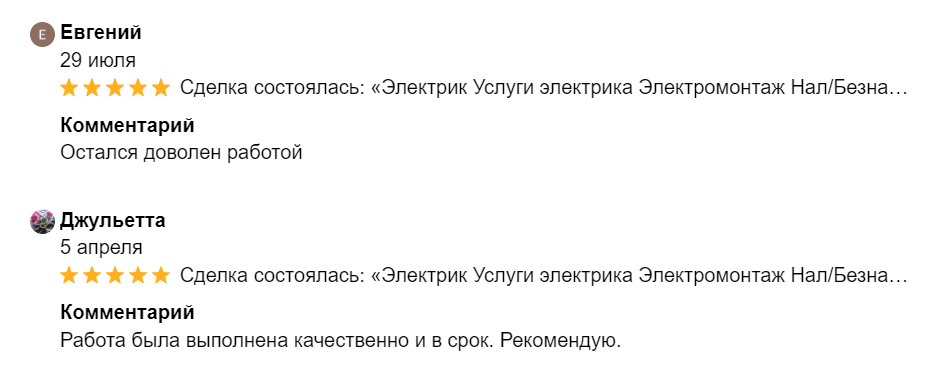 Е
Евгений
29 июля
Сделка состоялась: «Электрик Услуги электрика Электромонтаж Нал/Безна...
Комментарий
Остался доволен работой
Джульетта
5 апреля
Сделка состоялась: «Электрик Услуги электрика Электромонтаж Нал/Безна...
Комментарий
Работа была выполнена качественно и в срок. Рекомендую.